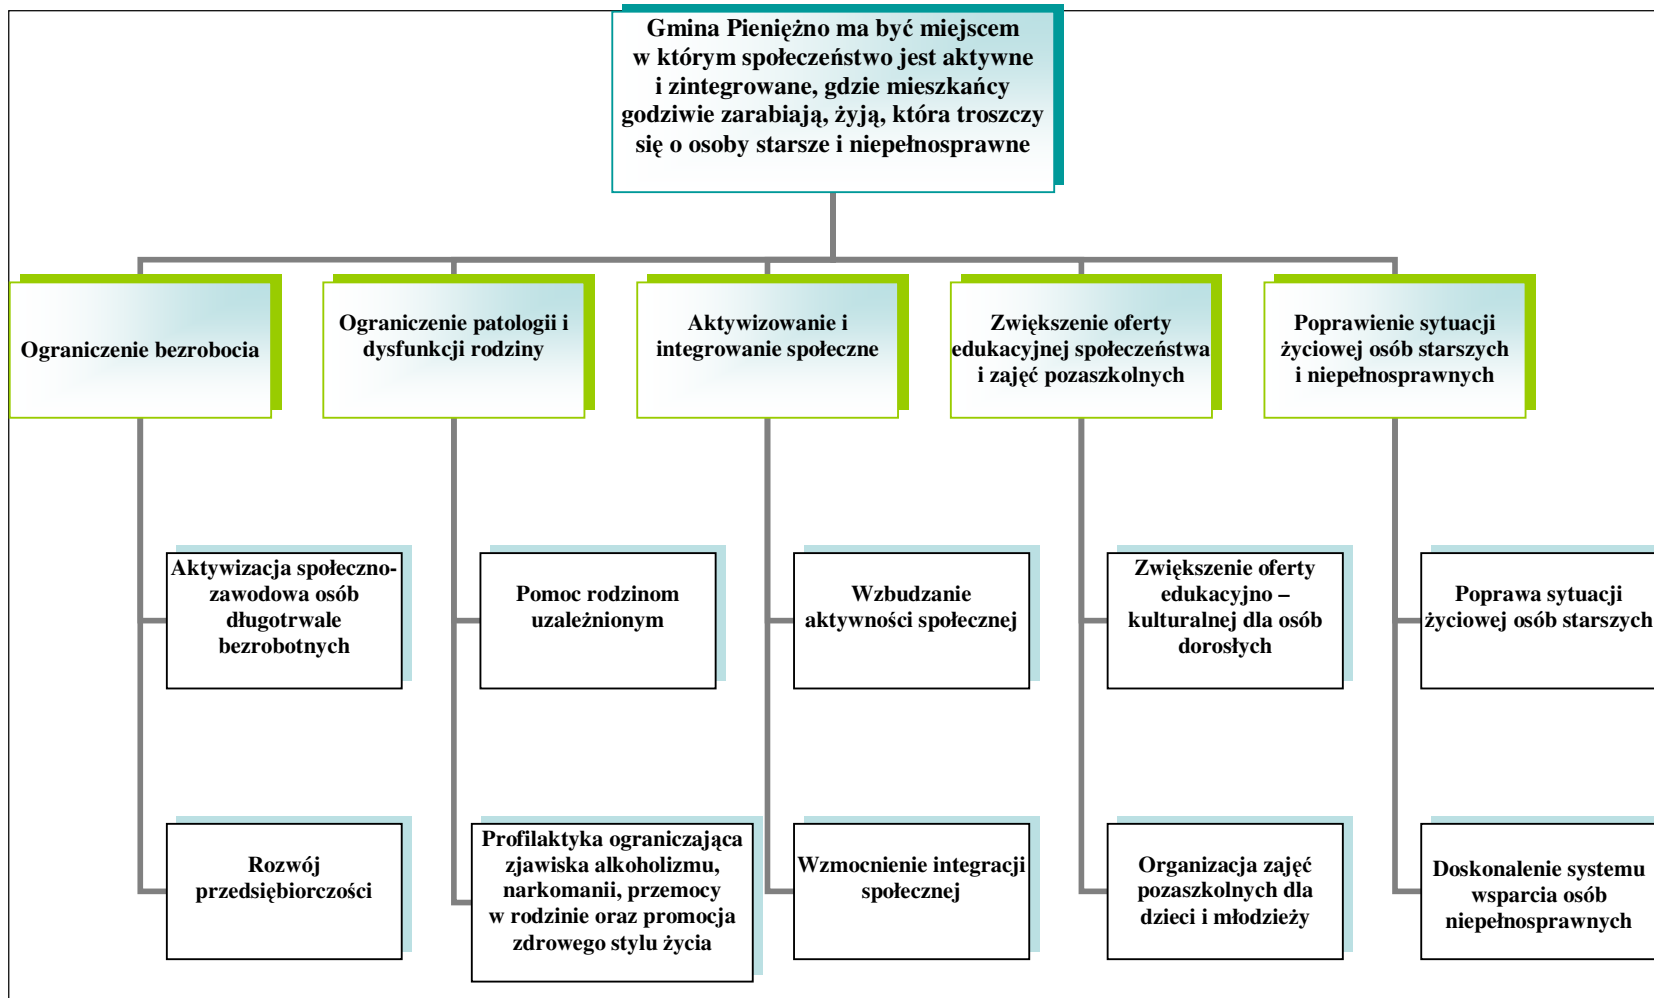 Gmina Pieniężno ma być miejscem
w którym społeczeństwo jest aktywne
i zintegrowane, gdzie mieszkańcy
godziwie zarabiają, żyją, która troszczy
się o osoby starsze i niepełnosprawne
Ograniczenie bezrobocia
Ograniczenie patologii i
dysfunkcji rodziny
Aktywizowanie i
integrowanie społeczne
Zwiększenie oferty
edukacyjnej społeczeństwa
i zajęć pozaszkolnych
Poprawienie sytuacji
życiowej osób starszych
i niepełnosprawnych
Aktywizacja społeczno-
zawodowa osób
długotrwale
bezrobotnych
Pomoc rodzinom
uzależnionym
Wzbudzanie
aktywności społecznej
Zwiększenie oferty
edukacyjno –
kulturalnej dla osób
dorosłych
Poprawa sytuacji
życiowej osób starszych
Rozwój
przedsiębiorczości
Profilaktyka ograniczająca
zjawiska alkoholizmu,
narkomanii, przemocy
w rodzinie oraz promocja
zdrowego stylu życia
Wzmocnienie integracji
społecznej
Organizacja zajęć
pozaszkolnych dla
dzieci i młodzieży
Doskonalenie systemu
wsparcia osób
niepełnosprawnych